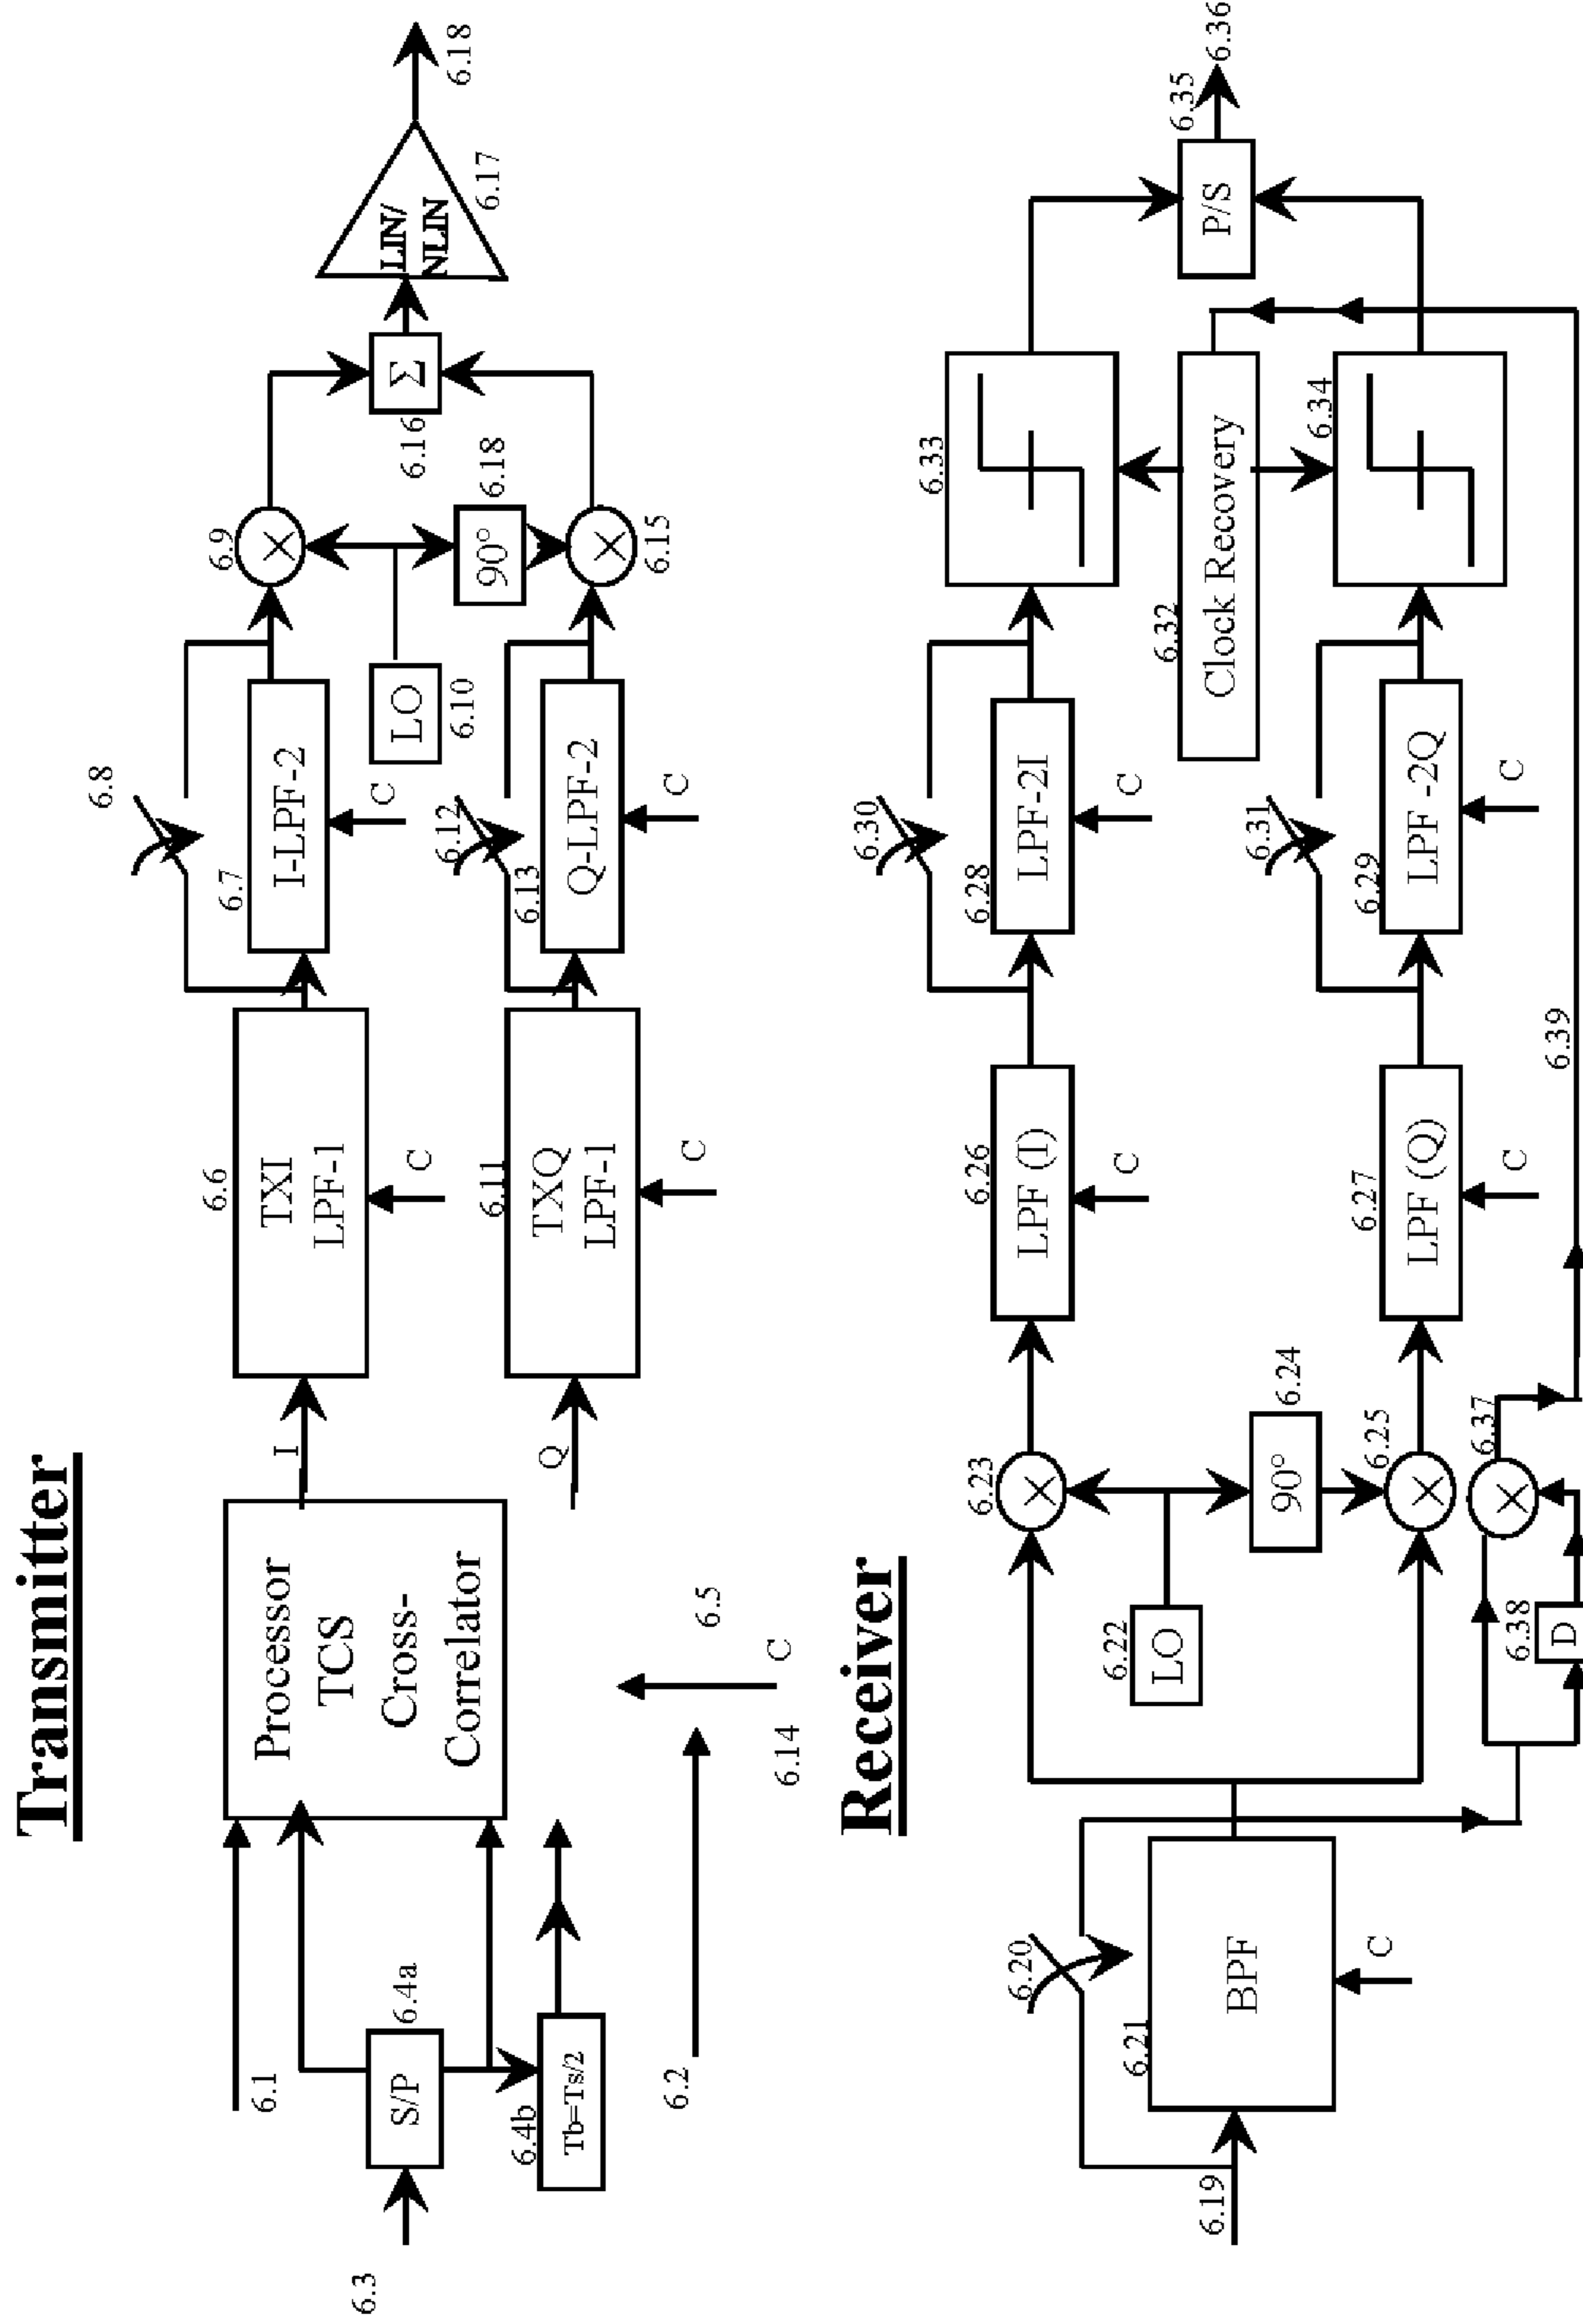 Transmitter
6.1
6.3
S/P
6.4a
6.4b
Tb=Ts/2
6.2
Processor
TCS
Cross-
Correlator
6.5
C
6.14
I
Q
6.6
TXI
LPF-1
C
6.11
TXQ
LPF-1
C
6.8
6.7
I-LPF-2
C
6.12
6.13
Q-LPF-2
C
6.9
LO
6.10
90°
6.18
6.15
6.16
Σ
LIN/
NLIN
6.17
6.18
Receiver
6.19
6.20
6.21
BPF
C
6.22
LO
6.23
90°
6.24
6.25
6.37
6.38
D
6.39
6.26
LPF (I)
C
6.27
LPF (Q)
C
6.30
6.28
LPF-2I
C
6.31
6.29
LPF -2Q
C
6.32
Clock Recovery
6.33
6.34
P/S
6.35
6.36